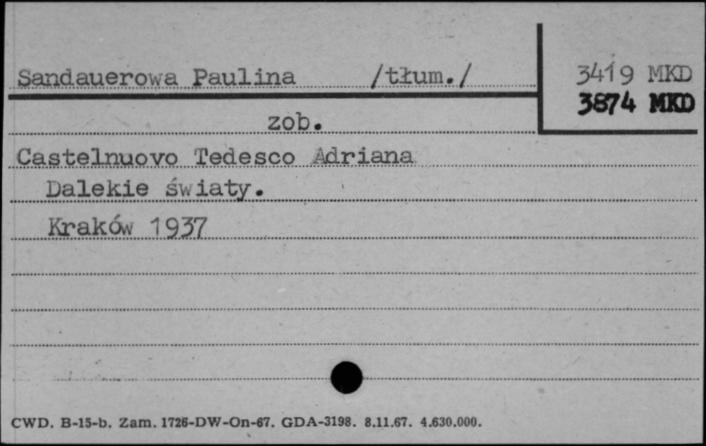 Sandauerowa Paulina /tłum./
3419 MKD
3874 MKD
zob.
Castelnuovo Tedesco Adriana
Dalekie światy.
Kraków 1937
CWD. B-15-b. Zam. 1726-DW-On-67. GDA-3198. 8.11.67. 4.630.000.